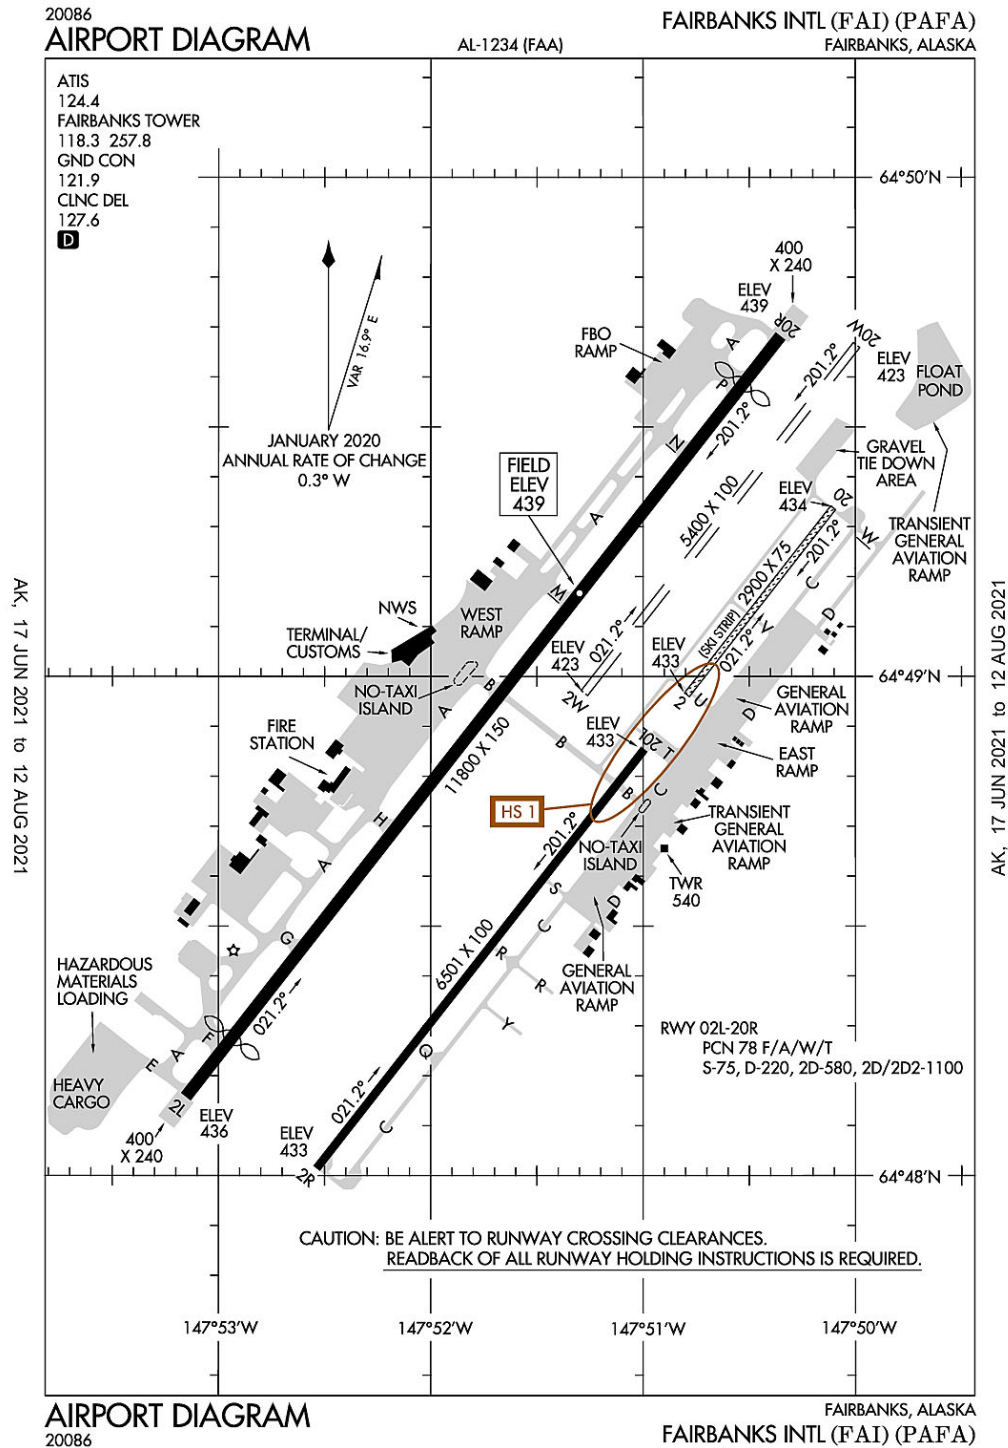 20086
AIRPORT DIAGRAM
AL-1234 (FAA)
FAIRBANKS INTL (FAI) (PAFA)
FAIRBANKS, ALASKA
ATIS
124.4
FAIRBANKS TOWER
118.3 257.8
GND CON
121.9
CLNC DEL
127.6
D
64°50'N
VAR 16.9° E
JANUARY 2020
ANNUAL RATE OF CHANGE
0.3° W
400
X 240
ELEV
439
20R
A
P
201.2°
FBO
RAMP
20W
201.2°
ELEV
423
FLOAT
POND
N
FIELD
ELEV
439
A
5400 X 100
GRAVEL
TIE DOWN
AREA
ELEV
434
20
201.2°
W
TRANSIENT
GENERAL
AVIATION
RAMP
C
D
(SKI STRIP) 2900 X 75
021.2°
V
M
NWS
WEST
RAMP
TERMINAL/
CUSTOMS
ELEV
423
021.2°
2W
ELEV
433
2
U
64°49'N
NO-TAXI
ISLAND
A
B
B
B
ELEV
433
20L
T
C
D
GENERAL
AVIATION
RAMP
EAST
RAMP
FIRE
STATION
11800 X 150
HS 1
H
A
201.2°
NO-TAXI
ISLAND
TRANSIENT
GENERAL
AVIATION
RAMP
TWR
540
S
C
D
R
R
6501 X 100
G
GENERAL
AVIATION
RAMP
HAZARDOUS
MATERIALS
LOADING
021.2°
F
A
E
Y
Q
RWY 02L-20R
PCN 78 F/A/W/T
S-75, D-220, 2D-580, 2D/2D2-1100
HEAVY
CARGO
2L
400
X 240
ELEV
436
ELEV
433
021.2°
C
2R
64°48'N
CAUTION: BE ALERT TO RUNWAY CROSSING CLEARANCES.
READBACK OF ALL RUNWAY HOLDING INSTRUCTIONS IS REQUIRED.
147°53'W
147°52'W
147°51'W
147°50'W
AK, 17 JUN 2021 to 12 AUG 2021
AK, 17 JUN 2021 to 12 AUG 2021
AIRPORT DIAGRAM
20086
FAIRBANKS, ALASKA
FAIRBANKS INTL (FAI) (PAFA)